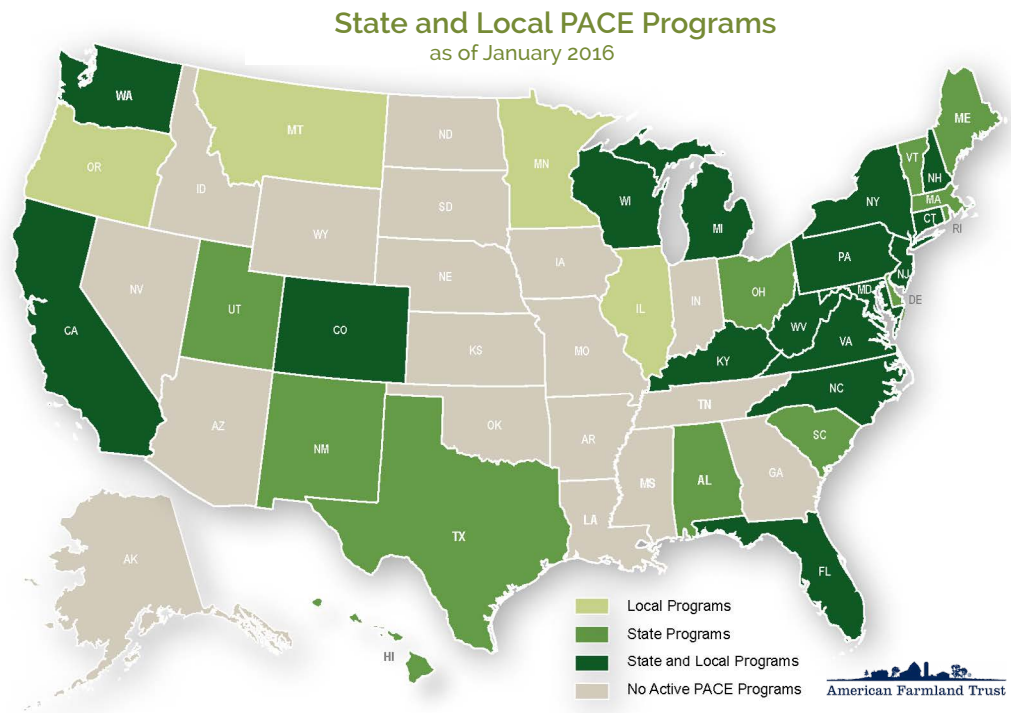 State and Local PACE Programs
as of January 2016
WA
MT
ND
MN
ME
OR
ID
SD
WI
MI
VT
NH
NY
MA
CT
RI
WY
NE
IA
PA
NJ
NV
UT
CO
IL
IN
OH
MD
DE
CA
KS
MO
KY
WV
VA
AZ
NM
OK
AR
TN
NC
SC
TX
LA
MS
AL
GA
FL
AK
HI
Local Programs
State Programs
State and Local Programs
No Active PACE Programs
American Farmland Trust